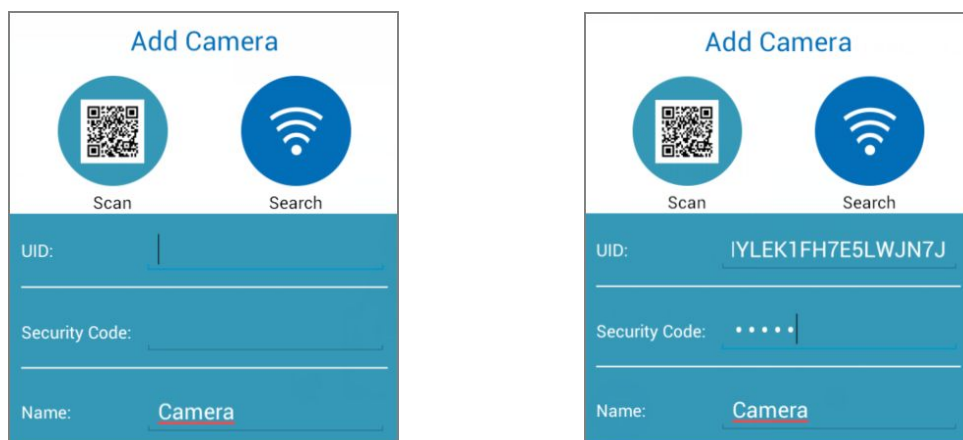 Add Camera
Scan Search
UID:
Security Code:
Name: Camera
Add Camera
Scan Search
UID: IYLEK1FH7E5LWJN7J
Security Code: •••••
Name: Camera